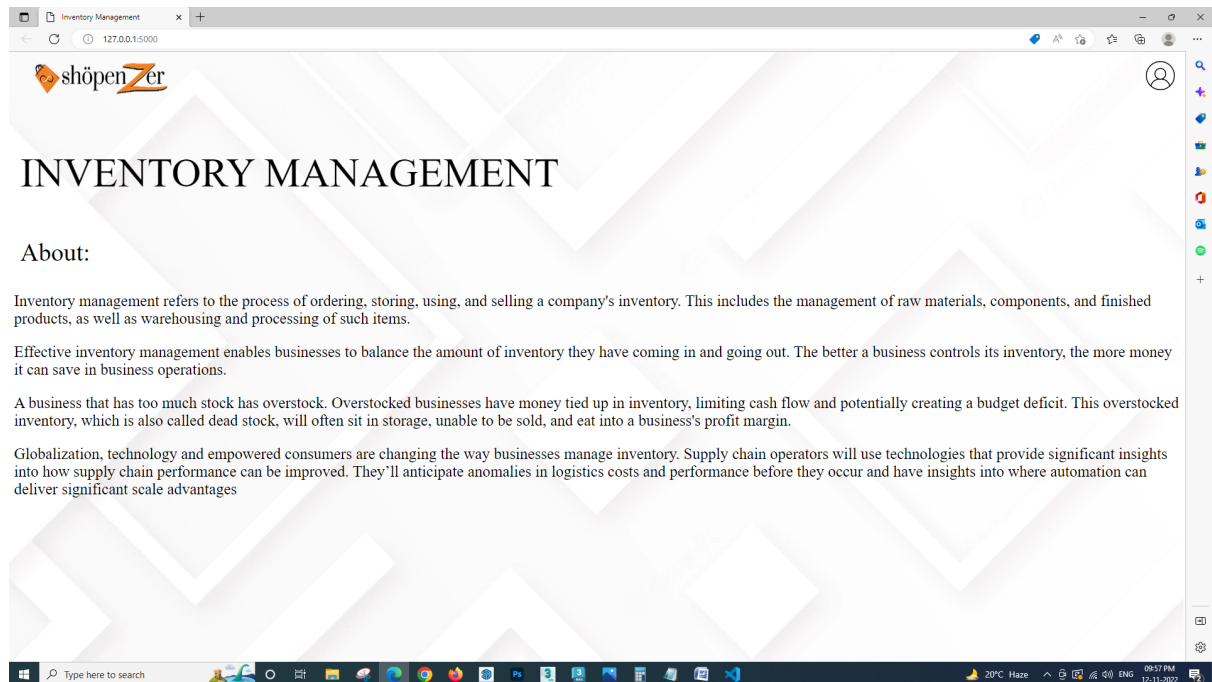 Inventory Management
127.0.0.1:5000
shöpenZer
INVENTORY MANAGEMENT
About:
Inventory management refers to the process of ordering, storing, using, and selling a company's inventory. This includes the management of raw materials, components, and finished
products, as well as warehousing and processing of such items.
Effective inventory management enables businesses to balance the amount of inventory they have coming in and going out. The better a business controls its inventory, the more money
it can save in business operations.
A business that has too much stock has overstock. Overstocked businesses have money tied up in inventory, limiting cash flow and potentially creating a budget deficit. This overstocked
inventory, which is also called dead stock, will often sit in storage, unable to be sold, and eat into a business's profit margin.
Globalization, technology and empowered consumers are changing the way businesses manage inventory. Supply chain operators will use technologies that provide significant insights
into how supply chain performance can be improved. They’ll anticipate anomalies in logistics costs and performance before they occur and have insights into where automation can
deliver significant scale advantages
Type here to search
20°C Haze
ENG
09:57 PM
12-11-2022